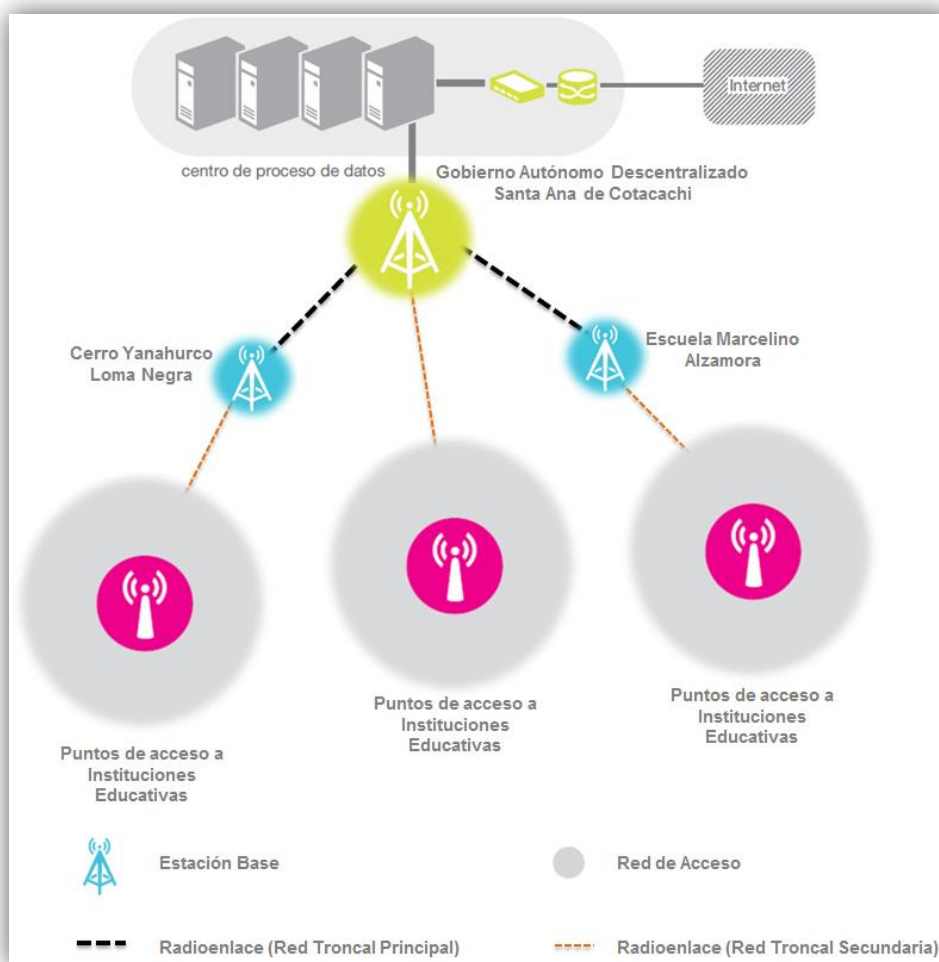 Internet
centro de proceso de datos
Gobierno Autónomo Descentralizado
Santa Ana de Cotacachi
Cerro Yanahurco
Loma Negra
Escuela Marcelino
Alzamora
Puntos de acceso a
Instituciones
Educativas
Puntos de acceso a
Instituciones
Educativas
Puntos de acceso a
Instituciones
Educativas
Estación Base
Red de Acceso
Radioenlace (Red Troncal Principal)
Radioenlace (Red Troncal Secundaria)